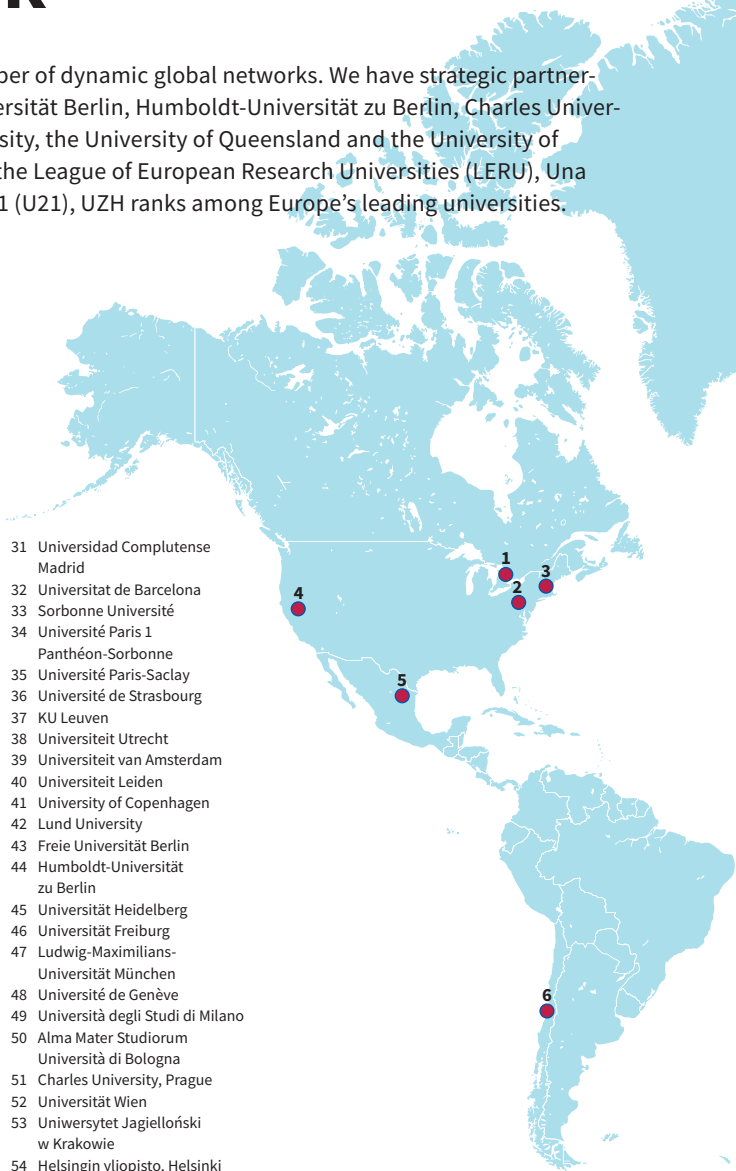 ber of dynamic global networks. We have strategic partner-
ersität Berlin, Humboldt-Universität zu Berlin, Charles Univer-
sity, the University of Queensland and the University of
the League of European Research Universities (LERU), Una
1 (U21), UZH ranks among Europe’s leading universities.
31 Universidad Complutense
Madrid
32 Universitat de Barcelona
33 Sorbonne Université
34 Université Paris 1
Panthéon-Sorbonne
35 Université Paris-Saclay
36 Université de Strasbourg
37 KU Leuven
38 Universiteit Utrecht
39 Universiteit van Amsterdam
40 Universiteit Leiden
41 University of Copenhagen
42 Lund University
43 Freie Universität Berlin
44 Humboldt-Universität
zu Berlin
45 Universität Heidelberg
46 Universität Freiburg
47 Ludwig-Maximilians-
Universität München
48 Université de Genève
49 Università degli Studi di Milano
50 Alma Mater Studiorum
Università di Bologna
51 Charles University, Prague
52 Universität Wien
53 Uniwersytet Jagielloński
w Krakowie
54 Helsingin yliopisto, Helsinki
1
3
2
4
5
6